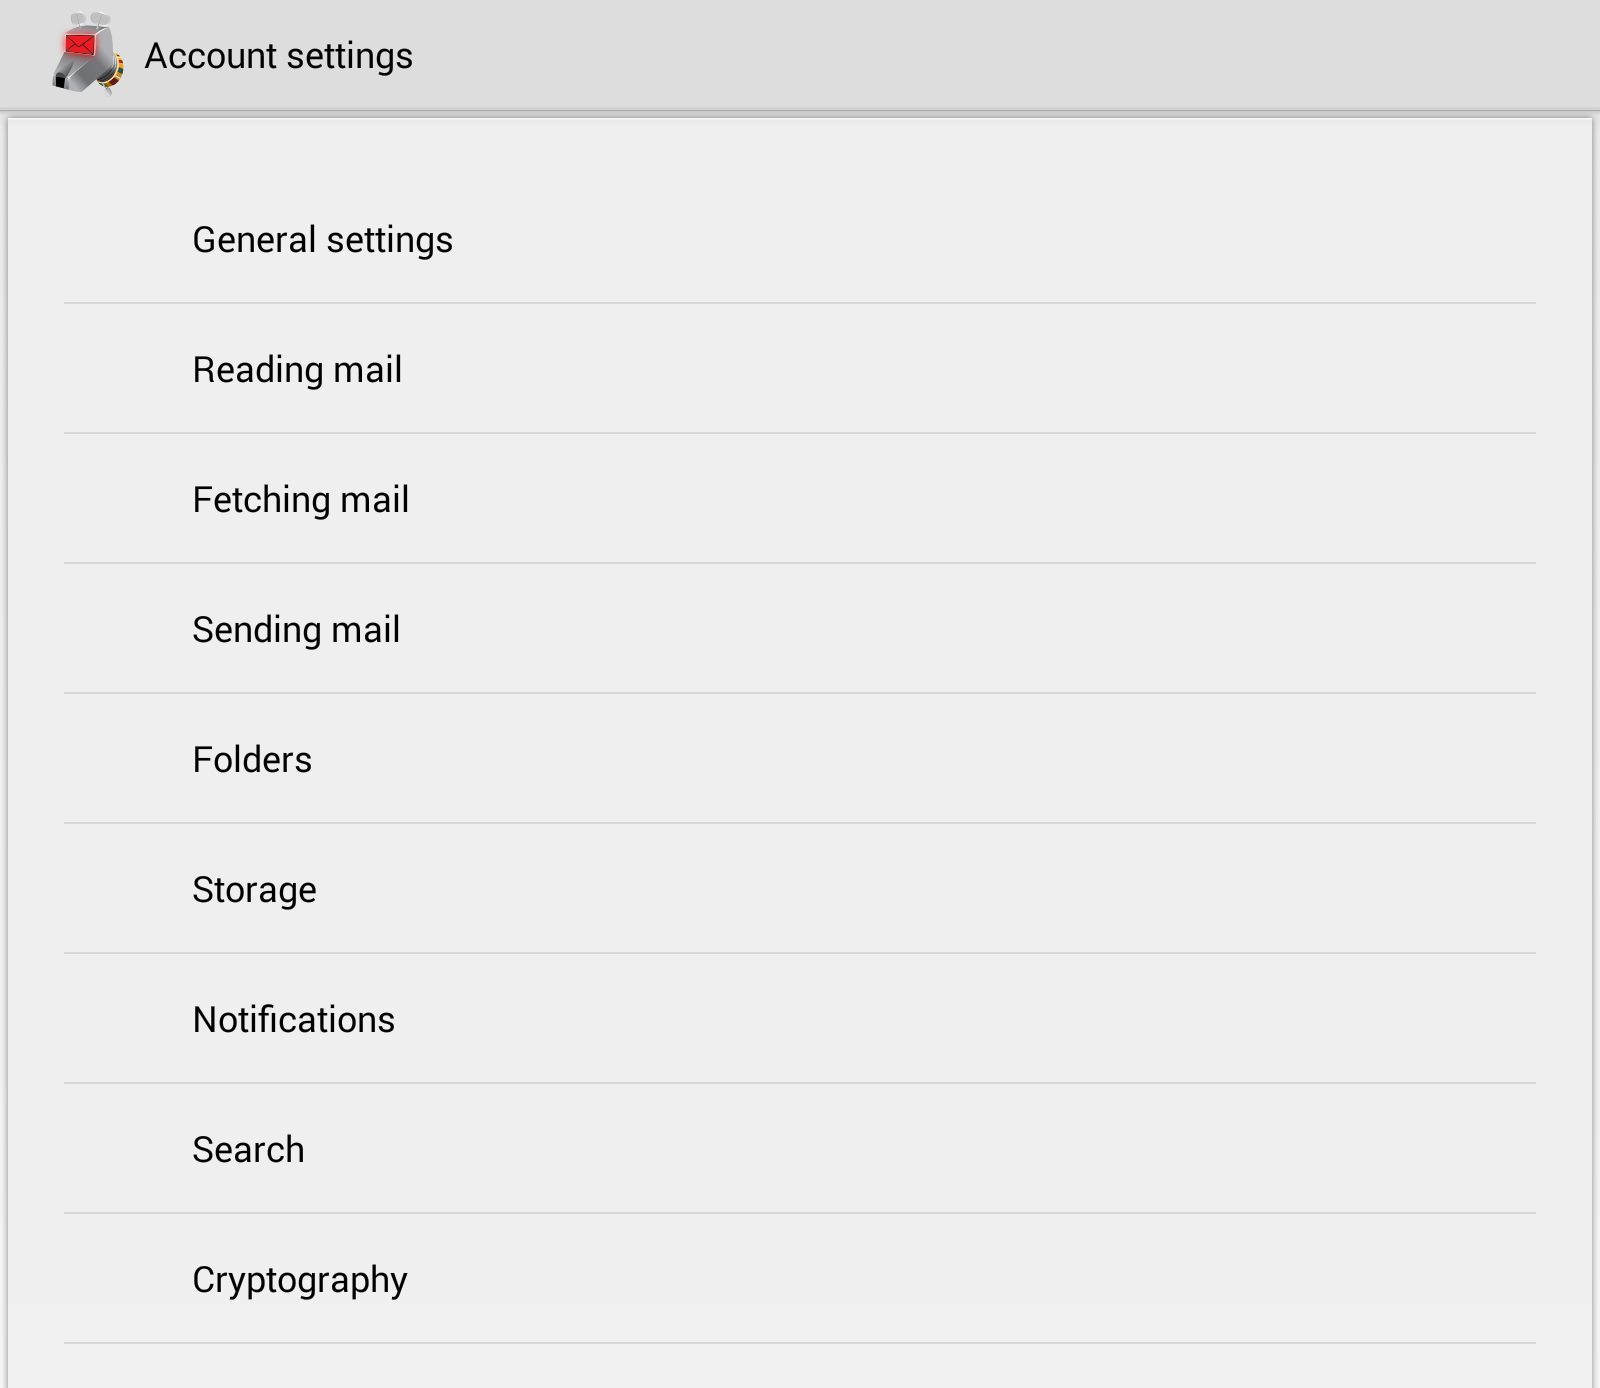 Account settings
General settings
Reading mail
Fetching mail
Sending mail
Folders
Storage
Notifications
Search
Cryptography